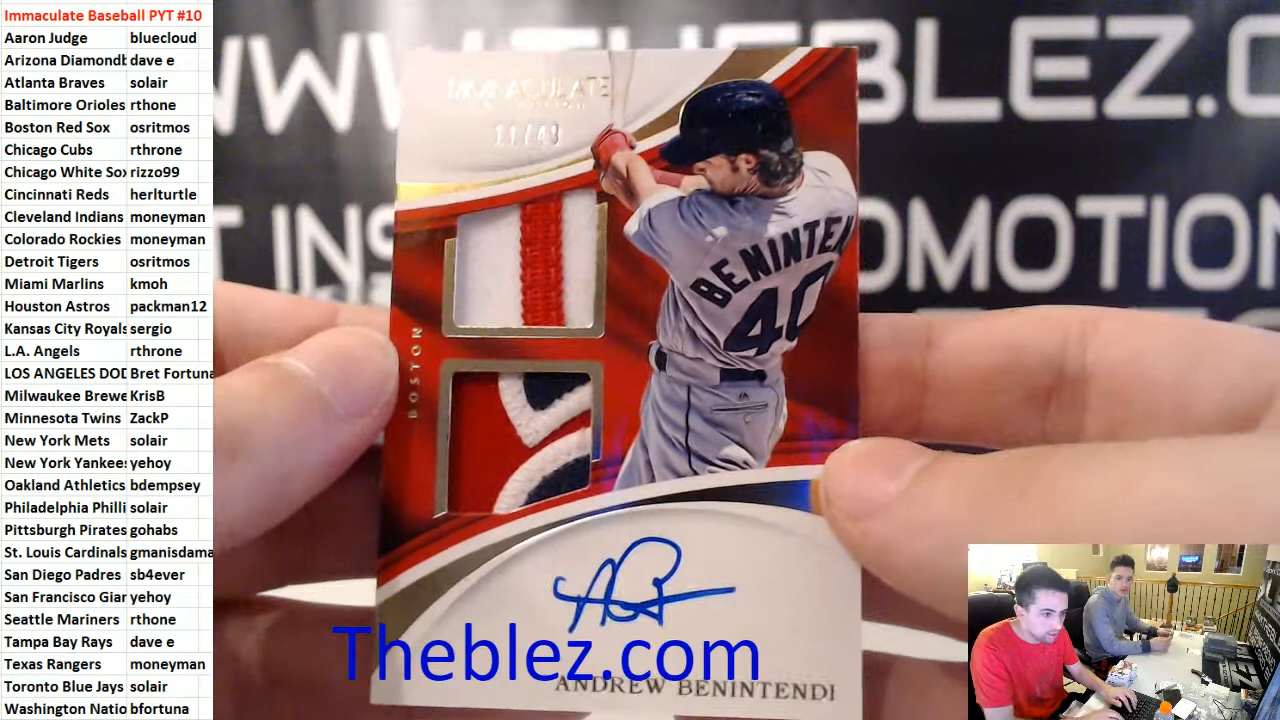 Immaculate Baseball PYT #10
Aaron Judge bluecloud
Arizona Diamondb dave e
Atlanta Braves solair
Baltimore Orioles rthone
Boston Red Sox osritmos
Chicago Cubs rthrone
Chicago White Sox rizzo99
Cincinnati Reds herlturtle
Cleveland Indians moneyman
Colorado Rockies moneyman
Detroit Tigers osritmos
Miami Marlins kmoh
Houston Astros packman12
Kansas City Royals sergio
L.A. Angels rthrone
LOS ANGELES DOD Bret Fortuna
Milwaukee Brewe KrisB
Minnesota Twins ZackP
New York Mets solair
New York Yankees yehoy
Oakland Athletics bdempsey
Philadelphia Philli solair
Pittsburgh Pirates gohabs
St. Louis Cardinals gmanisdama
San Diego Padres sb4ever
San Francisco Gian yehoy
Seattle Mariners rthone
Tampa Bay Rays dave e
Texas Rangers moneyman
Toronto Blue Jays solair
Washington Natio bfortuna
WWW.THEBLEZ.C
T INS OMOTION
IMMACULATE
11/49
BENINTEN
40
BOSTON
Theblez.com
ANDREW BENINTENDI